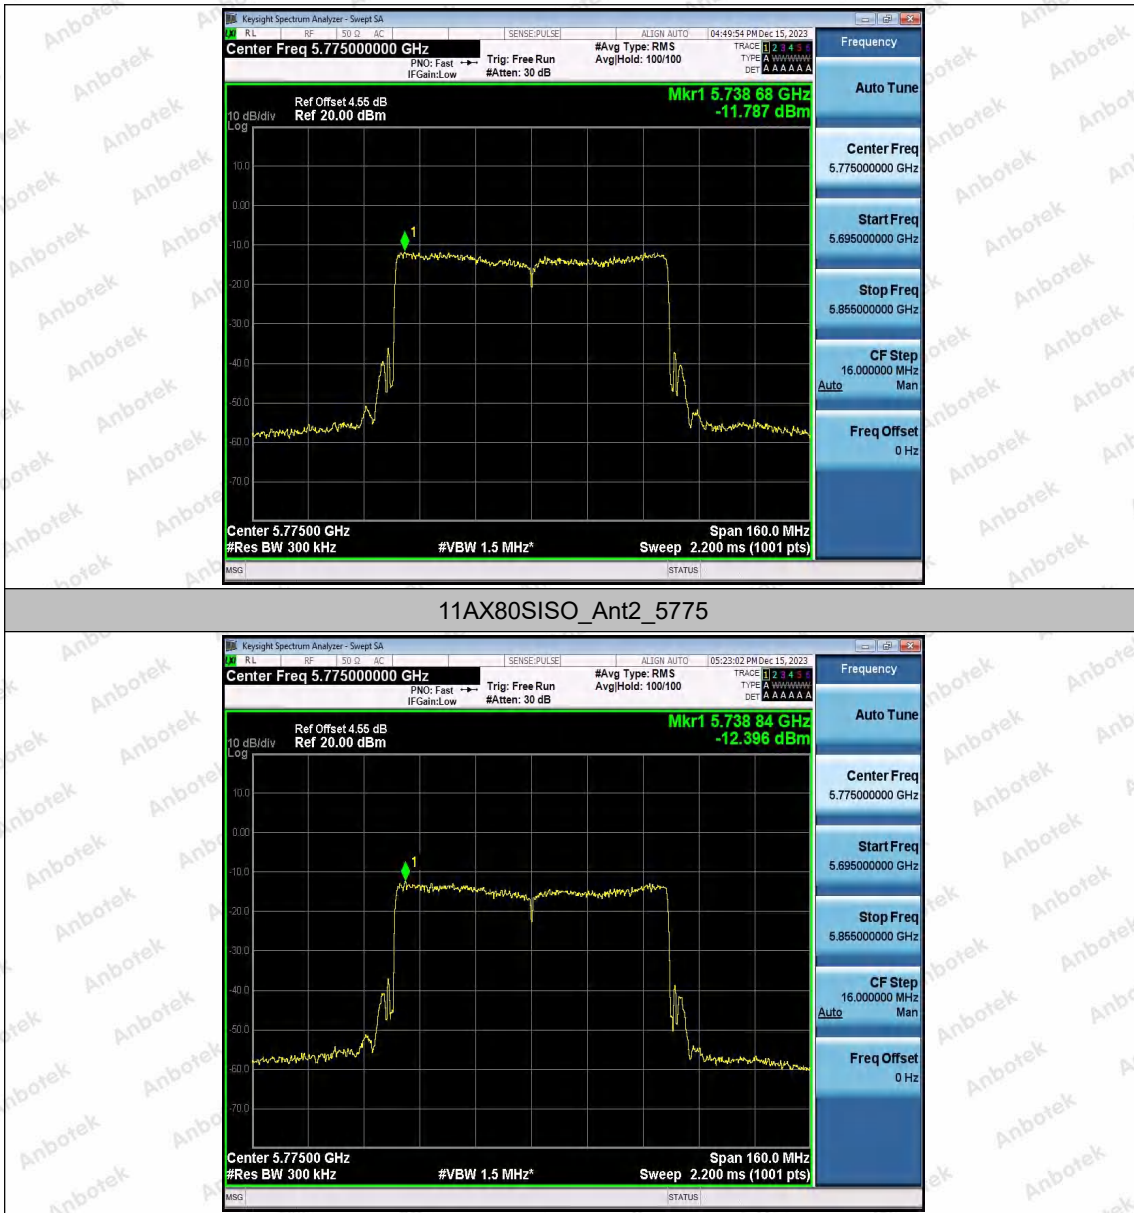 Keysight Spectrum Analyzer - Swept SA
RL RF 50 Ω AC SENSE:PULSE ALIGN AUTO 04:49:54 PM Dec 15, 2023
Center Freq 5.775000000 GHz
PNO: Fast
IFGain:Low
Trig: Free Run
#Atten: 30 dB
#Avg Type: RMS
Avg|Hold: 100/100
TRACE 1 2 3 4 5 6
TYPE A WWWWW
DET A A A A A A
Ref Offset 4.55 dB
10 dB/div Ref 20.00 dBm
Log
Mkr1 5.738 68 GHz
-11.787 dBm
1
10.0
0.00
-10.0
-20.0
-30.0
-40.0
-50.0
-60.0
-70.0
Center 5.77500 GHz Span 160.0 MHz
#Res BW 300 kHz #VBW 1.5 MHz* Sweep 2.200 ms (1001 pts)
MSG STATUS
Frequency
Auto Tune
Center Freq
5.775000000 GHz
Start Freq
5.695000000 GHz
Stop Freq
5.855000000 GHz
CF Step
16.000000 MHz
Auto Man
Freq Offset
0 Hz
11AX80SISO_Ant2_5775
Keysight Spectrum Analyzer - Swept SA
RL RF 50 Ω AC SENSE:PULSE ALIGN AUTO 05:23:02 PM Dec 15, 2023
Center Freq 5.775000000 GHz
PNO: Fast
IFGain:Low
Trig: Free Run
#Atten: 30 dB
#Avg Type: RMS
Avg|Hold: 100/100
TRACE 1 2 3 4 5 6
TYPE A WWWWW
DET A A A A A A
Ref Offset 4.55 dB
10 dB/div Ref 20.00 dBm
Log
Mkr1 5.738 84 GHz
-12.396 dBm
1
10.0
0.00
-10.0
-20.0
-30.0
-40.0
-50.0
-60.0
-70.0
Center 5.77500 GHz Span 160.0 MHz
#Res BW 300 kHz #VBW 1.5 MHz* Sweep 2.200 ms (1001 pts)
MSG STATUS
Frequency
Auto Tune
Center Freq
5.775000000 GHz
Start Freq
5.695000000 GHz
Stop Freq
5.855000000 GHz
CF Step
16.000000 MHz
Auto Man
Freq Offset
0 Hz
Anbotek